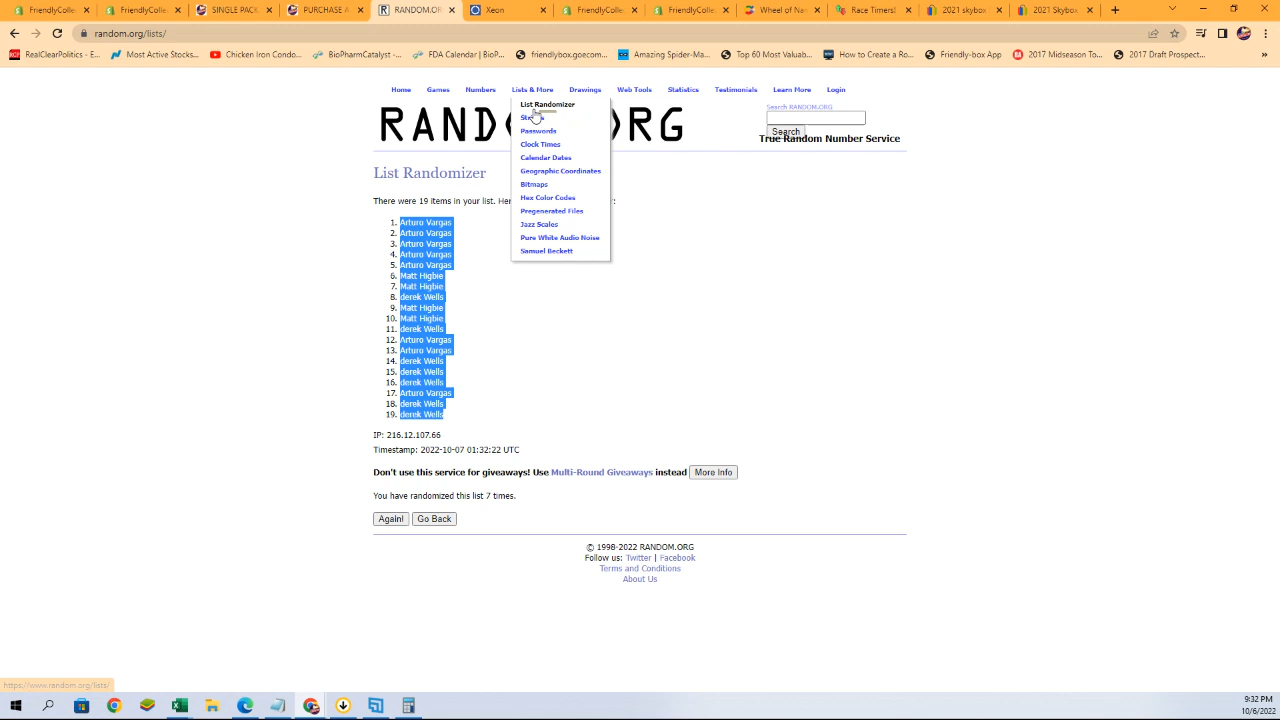 FriendlyCo
FriendlyCo
SINGLE PACK
PURCHASE A
RANDOM.OR
Xeon
FriendlyCo
FriendlyCo
Wheel of Na
Race Timers!
2021 skybox
2021 Skybox
random.org/lists/
RealClearPolitics - E...
Most Active Stocks...
Chicken Iron Condo...
BioPharmCatalyst -...
FDA Calendar | BioP...
friendlybox.goecom...
Amazing Spider-Ma...
Top 60 Most Valuab...
How to Create a Ro...
Friendly-box App
2017 Midseason To...
2017 Draft Prospect...
Home Games Numbers Lists & More Drawings Web Tools Statistics Testimonials Learn More Login
List Randomizer
Passwords
Clock Times
Calendar Dates
Geographic Coordinates
Bitmaps
Hex Color Codes
Pregenerated Files
Jazz Scales
Pure White Audio Noise
Samuel Beckett
RAND RG
Search RANDOM.ORG
Search
True Random Number Service
List Randomizer
There were 19 items in your list. Her :
1. Arturo Vargas
2. Arturo Vargas
3. Arturo Vargas
4. Arturo Vargas
5. Arturo Vargas
6. Matt Higbie
7. Matt Higbie
8. derek Wells
9. Matt Higbie
10. Matt Higbie
11. derek Wells
12. Arturo Vargas
13. Arturo Vargas
14. derek Wells
15. derek Wells
16. derek Wells
17. Arturo Vargas
18. derek Wells
19. derek Wells
IP: 216.12.107.66
Timestamp: 2022-10-07 01:32:22 UTC
Don't use this service for giveaways! Use Multi-Round Giveaways instead More Info
You have randomized this list 7 times.
Again! Go Back
© 1998-2022 RANDOM.ORG
Follow us: Twitter | Facebook
Terms and Conditions
About Us
https://www.random.org/lists/
9:32 PM
10/6/2022